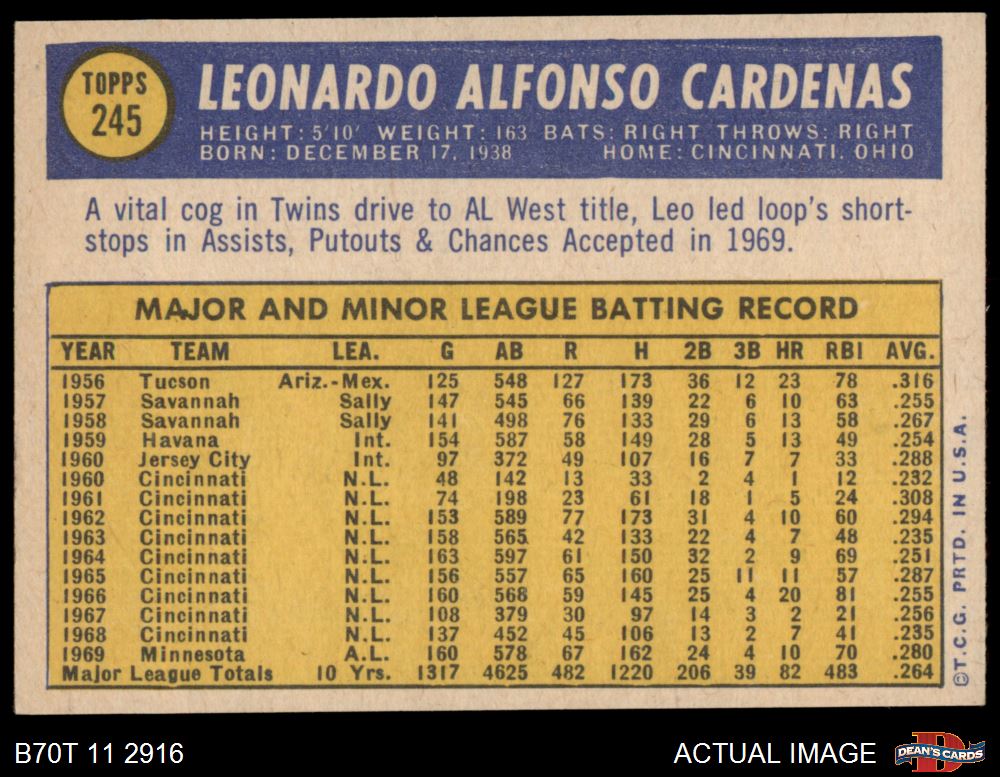 TOPPS
245
LEONARDO ALFONSO CARDENAS
HEIGHT: 5'10' WEIGHT: 163 BATS: RIGHT THROWS: RIGHT
BORN: DECEMBER 17, 1938 HOME: CINCINNATI, OHIO
A vital cog in Twins drive to AL West title, Leo led loop's short-
stops in Assists, Putouts & Chances Accepted in 1969.
MAJOR AND MINOR LEAGUE BATTING RECORD
YEAR TEAM LEA. G AB R H 2B 3B HR RBI AVG.
1956 Tucson Ariz.-Mex. 125 548 127 173 36 12 23 78 .316
1957 Savannah Sally 147 545 66 139 22 6 10 63 .255
1958 Savannah Sally 141 498 76 133 29 6 13 58 .267
1959 Havana Int. 154 587 58 149 28 5 13 49 .254
1960 Jersey City Int. 97 372 49 107 16 7 7 33 .288
1960 Cincinnati N.L. 48 142 13 33 2 4 1 12 .232
1961 Cincinnati N.L. 74 198 23 61 18 1 5 24 .308
1962 Cincinnati N.L. 153 589 77 173 31 4 10 60 .294
1963 Cincinnati N.L. 158 565 42 133 22 4 7 48 .235
1964 Cincinnati N.L. 163 597 61 150 32 2 9 69 .251
1965 Cincinnati N.L. 156 557 65 160 25 11 11 57 .287
1966 Cincinnati N.L. 160 568 59 145 25 4 20 81 .255
1967 Cincinnati N.L. 108 379 30 97 14 3 2 21 .256
1968 Cincinnati N.L. 137 452 45 106 13 2 7 41 .235
1969 Minnesota A.L. 160 578 67 162 24 4 10 70 .280
Major League Totals 10 Yrs. 1317 4625 482 1220 206 39 82 483 .264
©T.C.G. PRTD. IN U.S.A.
B70T 11 2916
ACTUAL IMAGE
D
DEAN'S CARDS